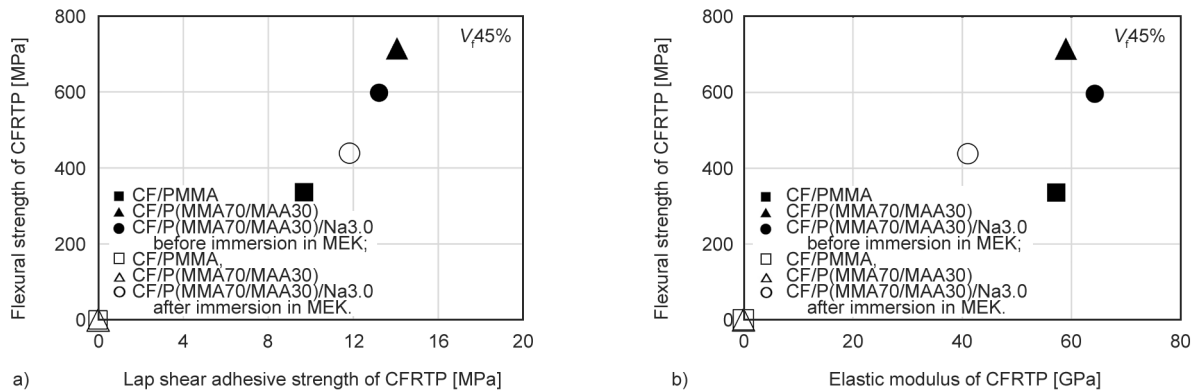 800
600
400
200
0
Flexural strength of CFRTP [MPa]
Vf45%
CF/PMMA,
CF/P(MMA70/MAA30)
CF/P(MMA70/MAA30)/Na3.0
before immersion in MEK;
CF/PMMA,
CF/P(MMA70/MAA30)
CF/P(MMA70/MAA30)/Na3.0
after immersion in MEK.
0 4 8 12 16 20
a) Lap shear adhesive strength of CFRTP [MPa]
800
600
400
200
0
Flexural strength of CFRTP [MPa]
Vf45%
CF/PMMA,
CF/P(MMA70/MAA30)
CF/P(MMA70/MAA30)/Na3.0
before immersion in MEK;
CF/PMMA,
CF/P(MMA70/MAA30)
CF/P(MMA70/MAA30)/Na3.0
after immersion in MEK.
0 20 40 60 80
b) Elastic modulus of CFRTP [GPa]